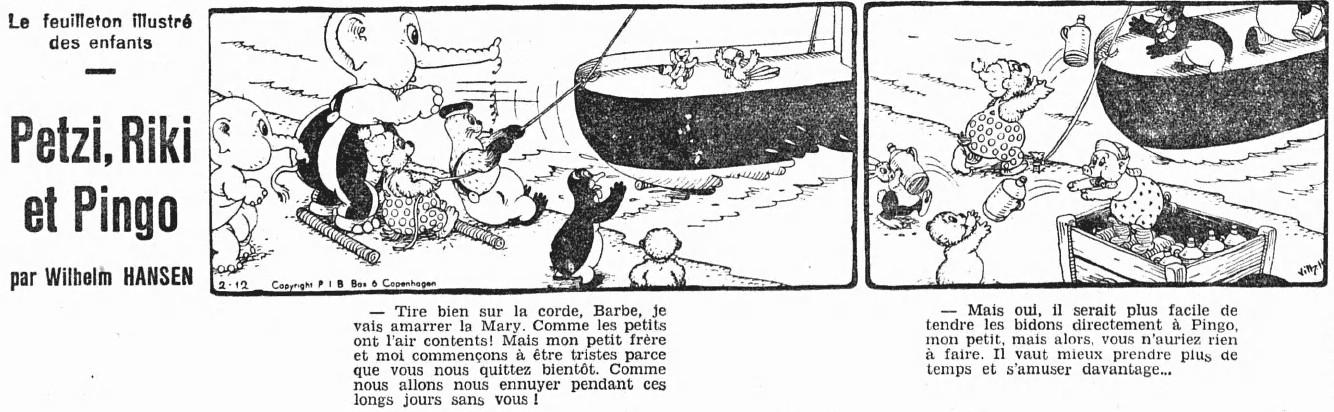 Le feuilleton illustré
des enfants
Petzi, Riki
et Pingo
par Wilhelm HANSEN
2-12 Copyright P I B Box 6 Copenhagen
— Tire bien sur la corde, Barbe, je
vais amarrer la Mary. Comme les petits
ont l'air contents! Mais mon petit frère
et moi commençons à être tristes parce
que vous nous quittez bientôt. Comme
nous allons nous ennuyer pendant ces
longs jours sans vous !
Vilh. H
— Mais oui, il serait plus facile de
tendre les bidons directement à Pingo,
mon petit, mais alors, vous n'auriez rien
à faire. Il vaut mieux prendre plus de
temps et s'amuser davantage...